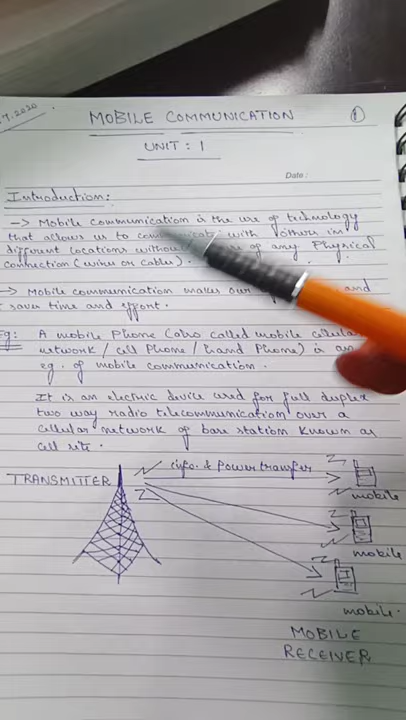 .7.2020
MOBILE COMMUNICATION
1
UNIT : 1
Date :
Introduction:
→ Mobile communication is the use of technology
that allows us to with others in
different locations of any Physical
connection (wires or cables).
→ Mobile communication makes our and
save time and effort.
Eg: A mobile Phone (also called mobile
network / cell Phone / hand Phone) is an
eg. of mobile communication.
It is an electric device used for full duplex
two way radio telecommunication over a
cellular network of base station known as
cell site.
TRANSMITTER
info. & power transfer
mobile
mobile
mobile
MOBILE
RECEIVER